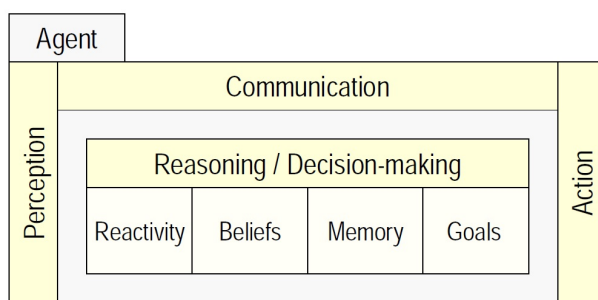 Agent
Communication
Perception
Reasoning / Decision-making
Reactivity
Beliefs
Memory
Goals
Action